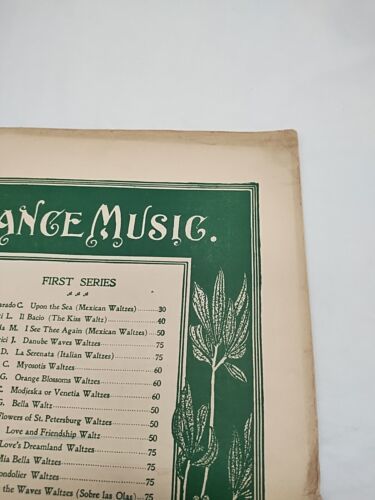 ANCE MUSIC.
FIRST SERIES
C. Upon the Sea (Mexican Waltzes) 30
L. Il Bacio (The Kiss Waltz) 40
M. I See Thee Again (Mexican Waltzes) 50
J. Danube Waves Waltzes 75
D. La Serenata (Italian Waltzes) 75
C. Myosotis Waltzes 60
G. Orange Blossoms Waltzes 60
Modjeska or Venetia Waltzes 60
G. Bella Waltz 50
Flowers of St. Petersburg Waltzes 50
Love and Friendship Waltz 50
Love's Dreamland Waltzes 75
Mia Bella Waltzes 75
Gondolier Waltzes 75
the Waves Waltzes (Sobre las Olas) 75